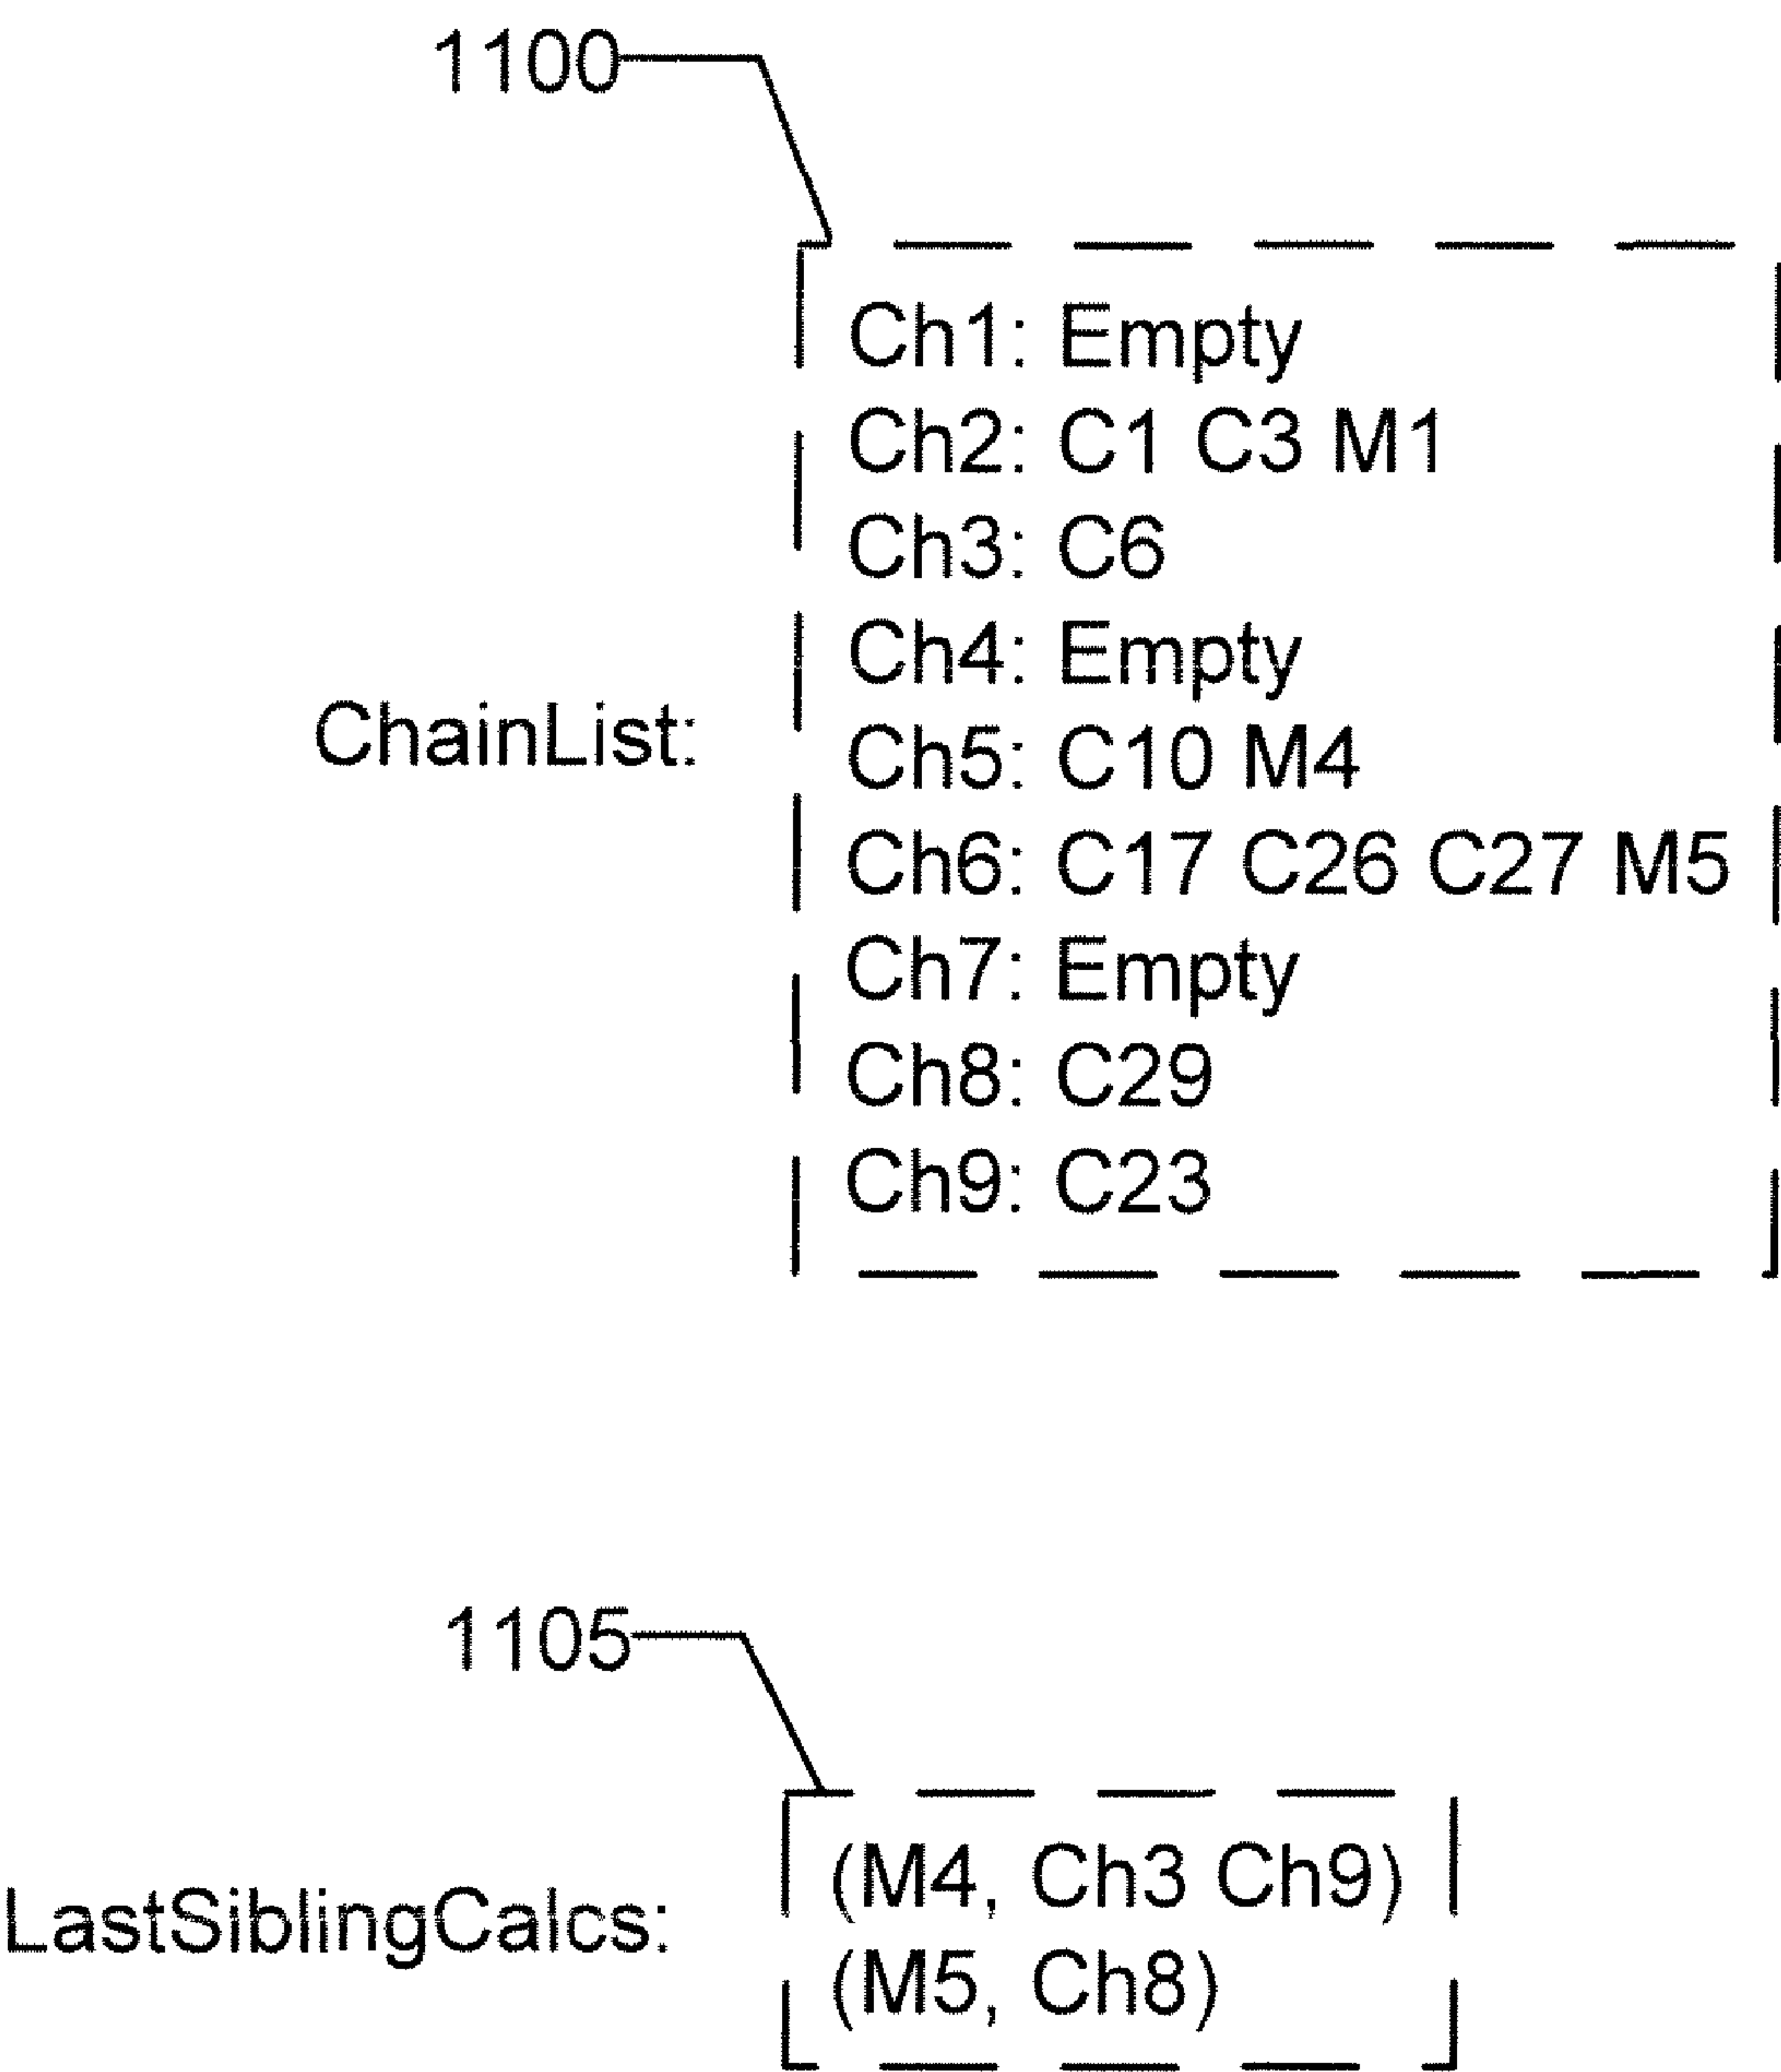 1100
Ch1: Empty
Ch2: C1 C3 M1
Ch3: C6
Ch4: Empty
ChainList:
Ch5: C10 M4
Ch6: C17 C26 C27 M5
Ch7: Empty
Ch8: C29
Ch9: C23
1105
(M4, Ch3 Ch9)
LastSiblingCalcs:
(M5, Ch8)